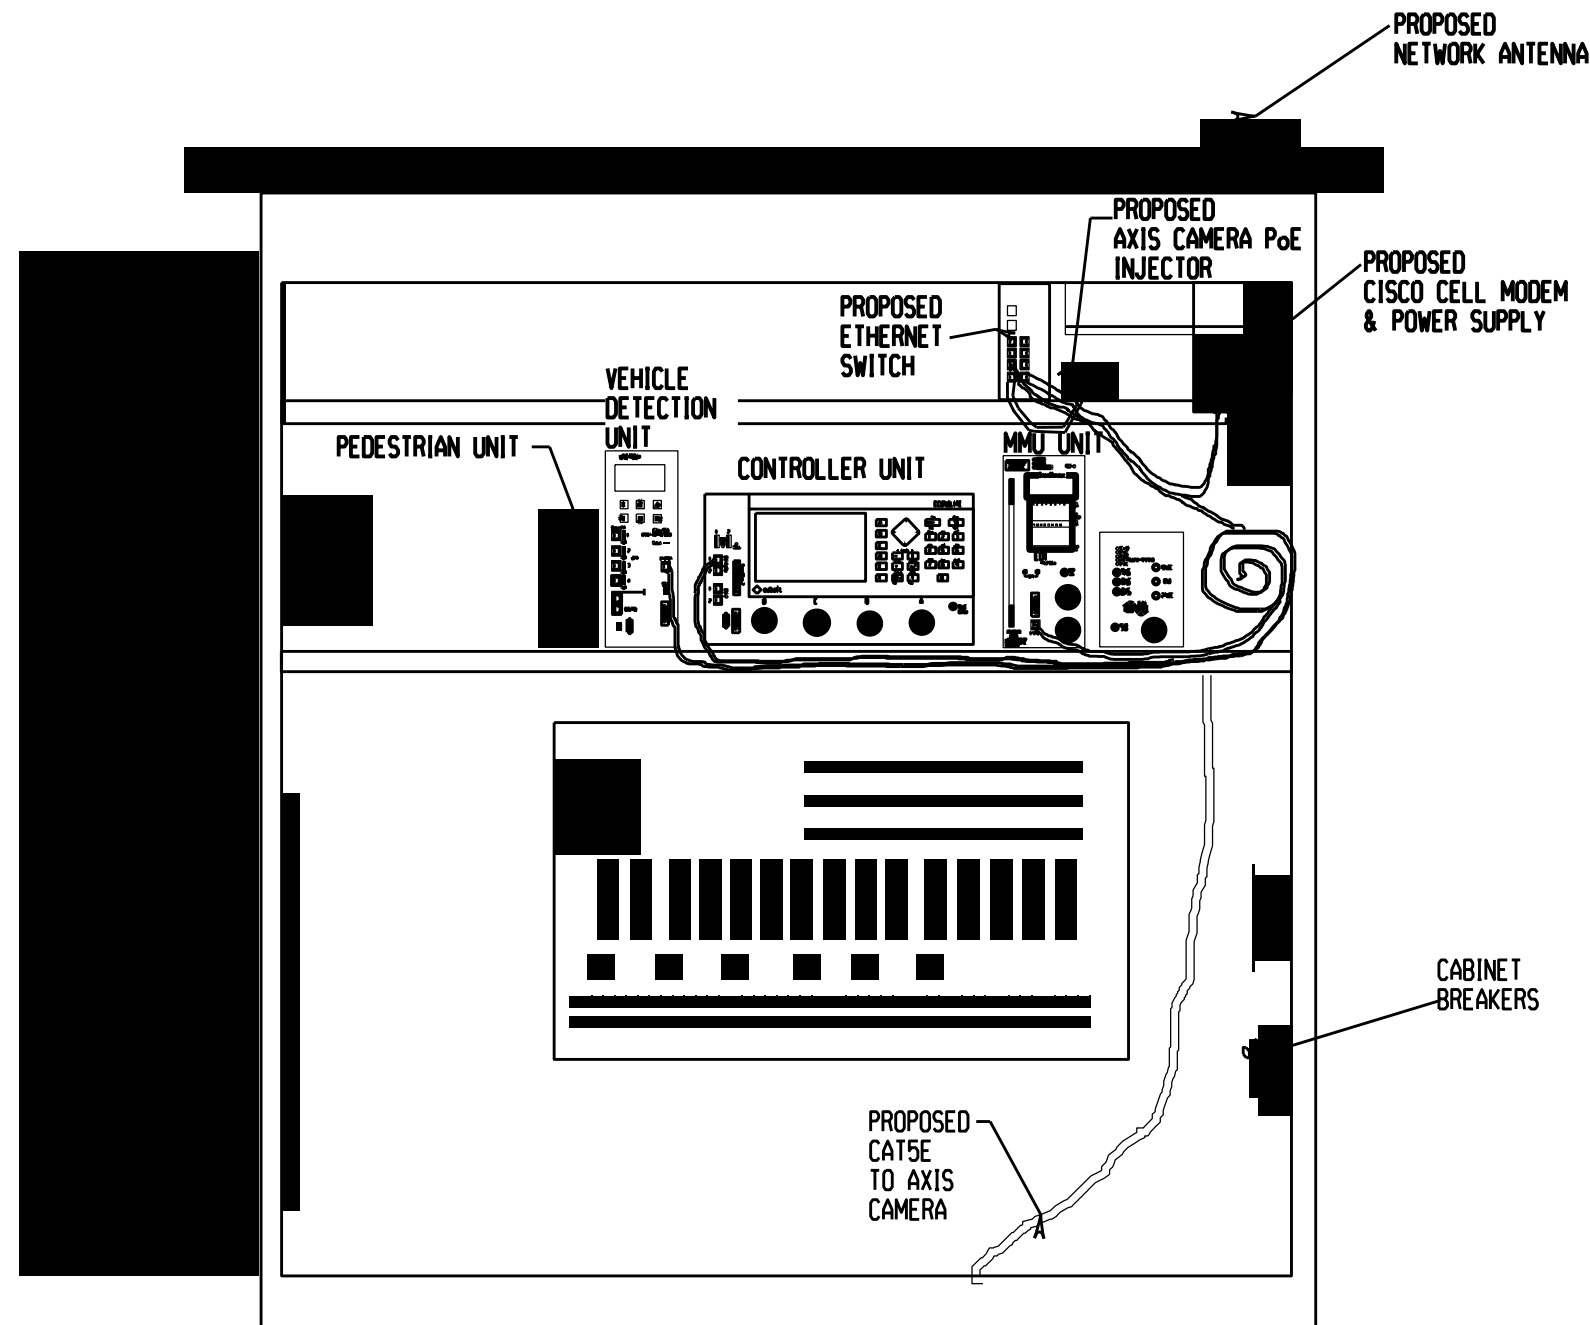 PROPOSED
NETWORK ANTENNA
PROPOSED
AXIS CAMERA PoE
INJECTOR
PROPOSED
CISCO CELL MODEM
& POWER SUPPLY
PROPOSED
ETHERNET
SWITCH
VEHICLE
DETECTION
UNIT
PEDESTRIAN UNIT
CONTROLLER UNIT
MMU UNIT
CABINET
BREAKERS
PROPOSED
CAT5E
TO AXIS
CAMERA